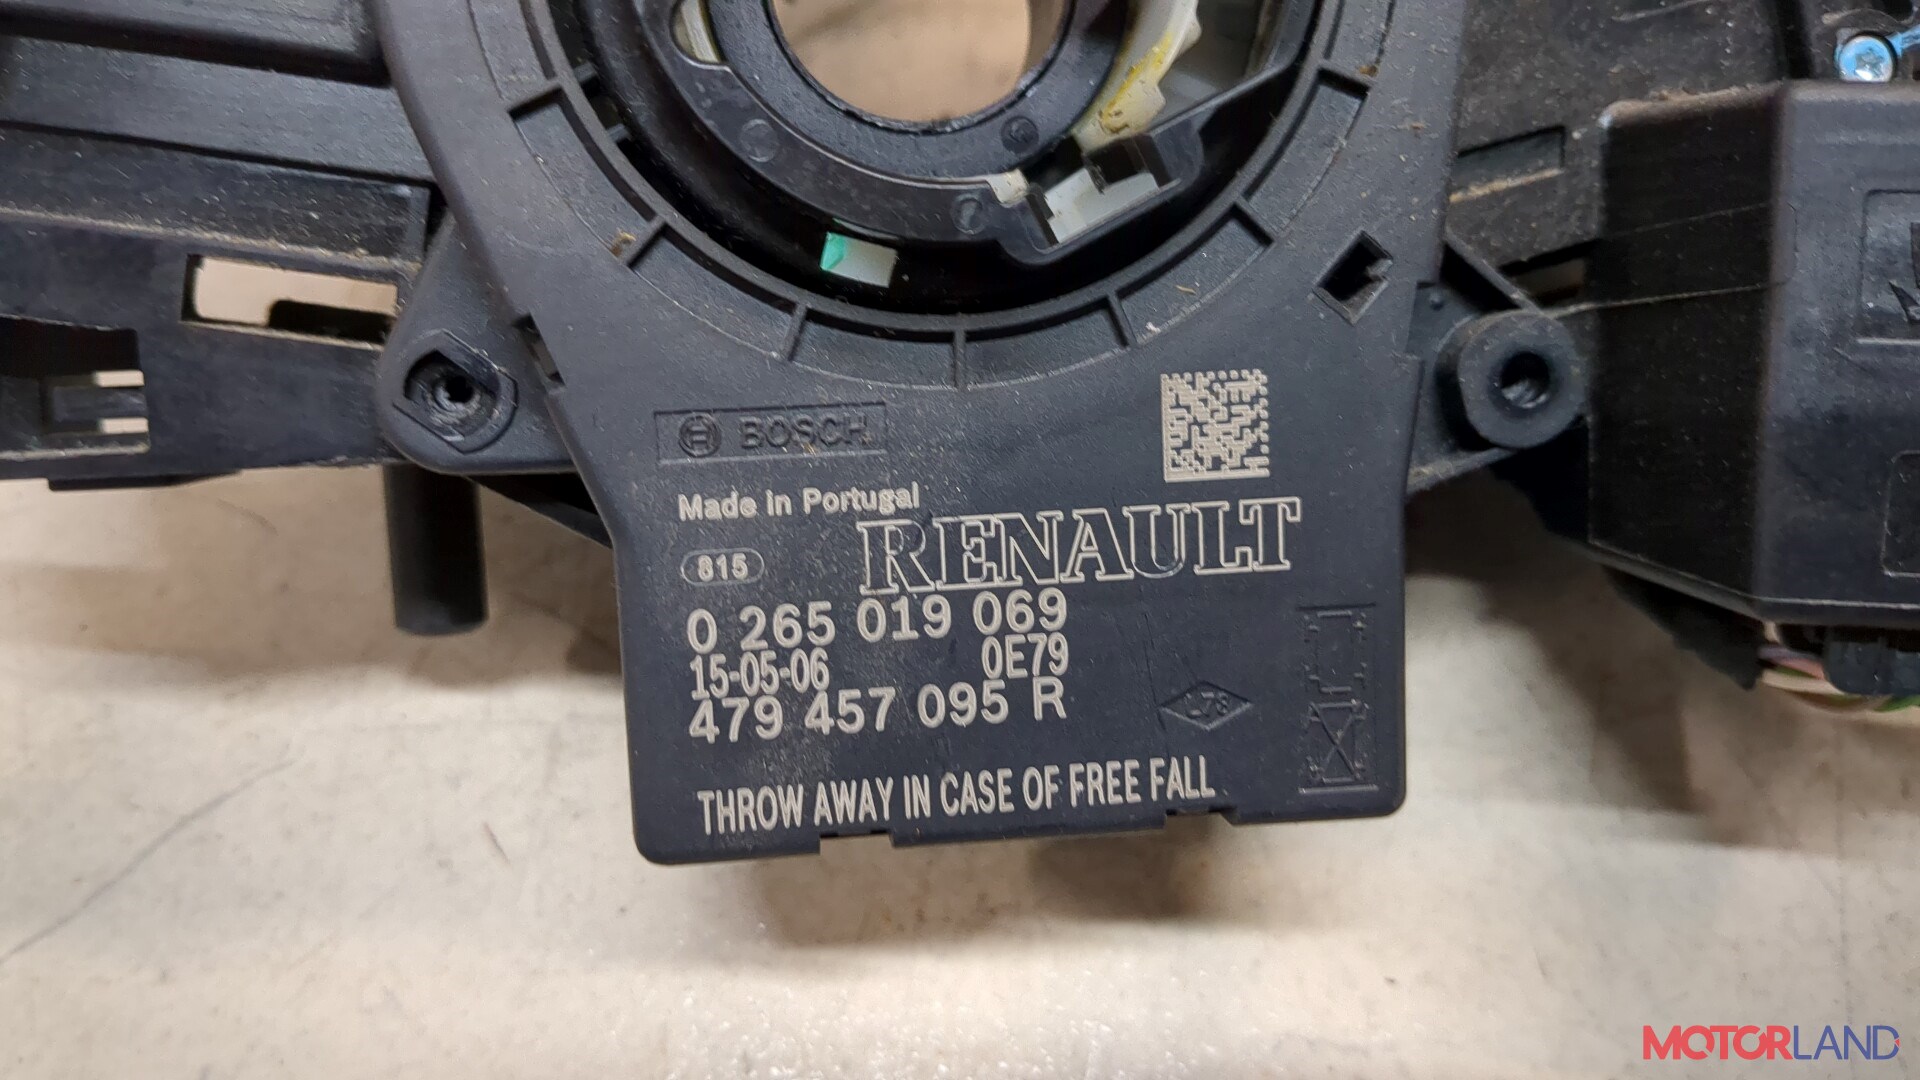 BOSCH
Made in Portugal
RENAULT
815
0 265 019 069
15-05-06 0E79
479 457 095 R
L78
THROW AWAY IN CASE OF FREE FALL
MOTORLAND